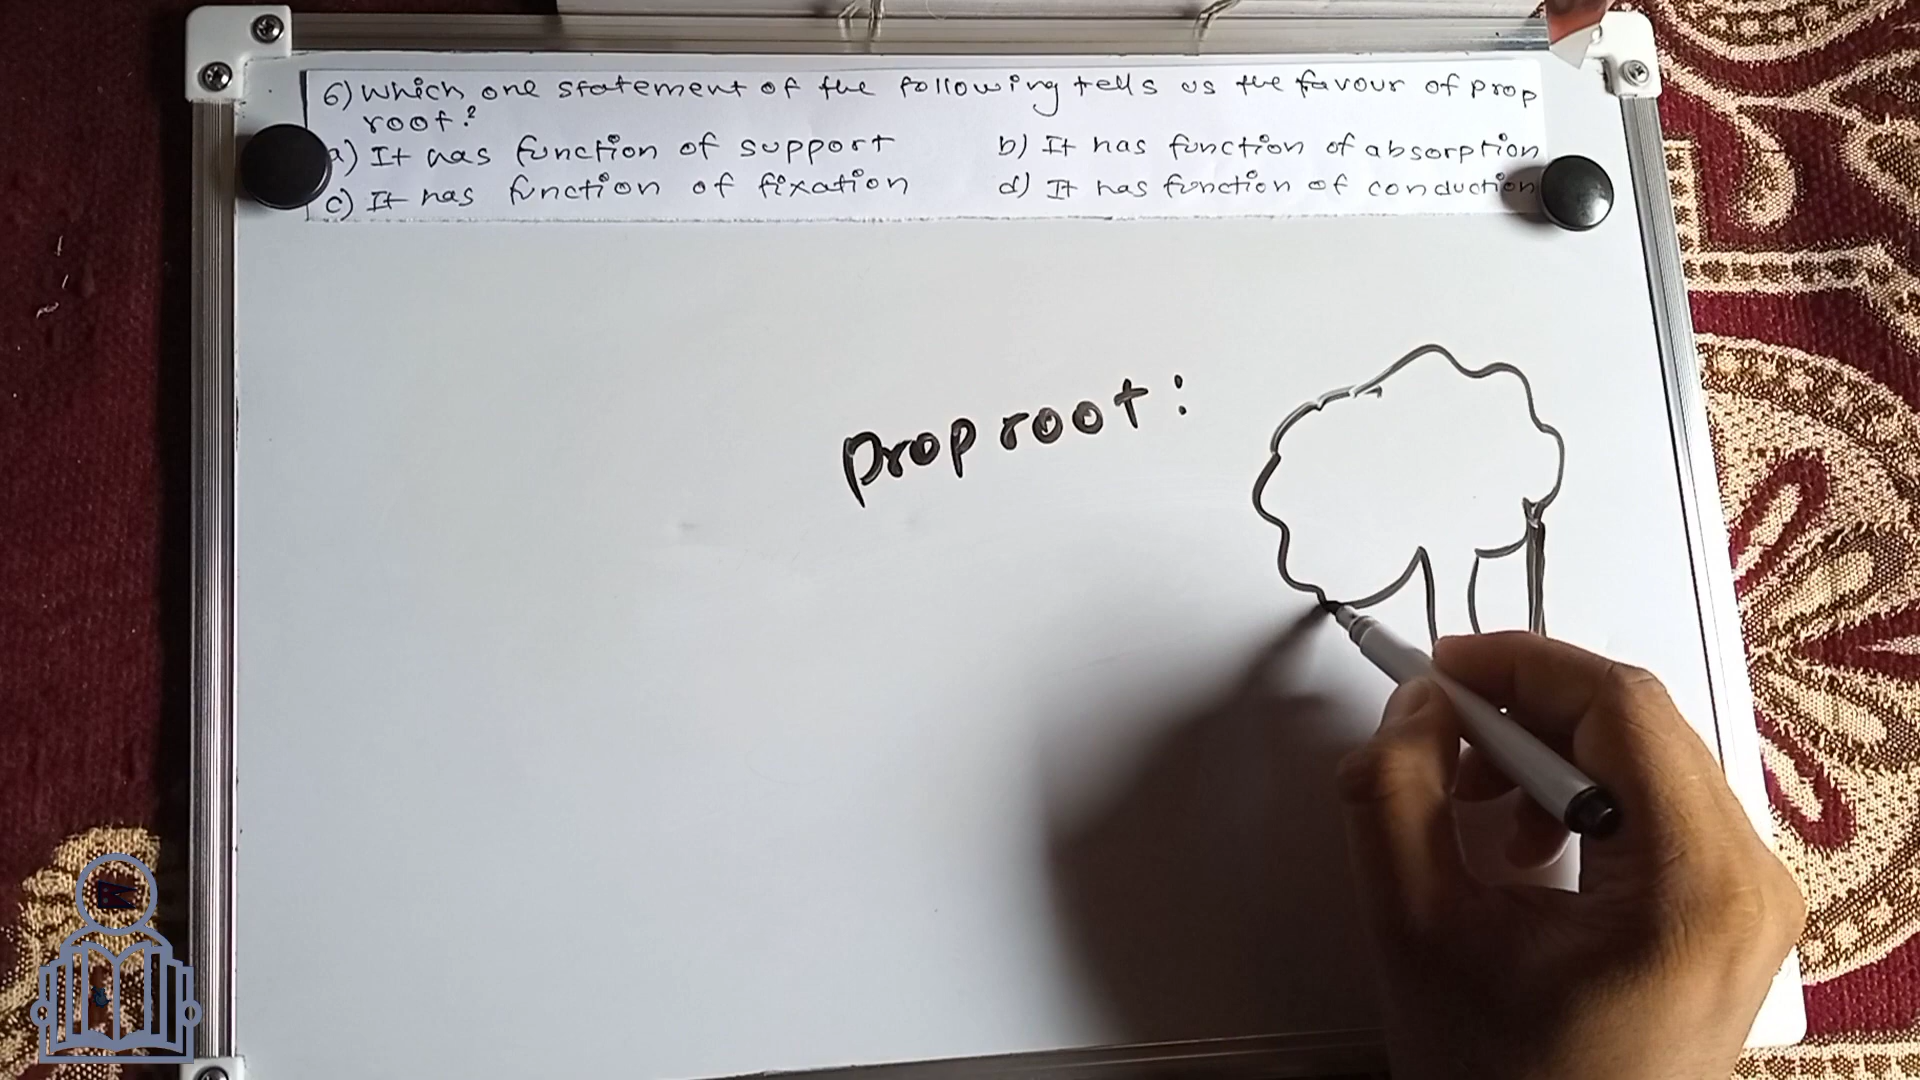 6) Which one statement of the following tells us the favour of prop
root?
a) It has function of support b) It has function of absorption
c) It has function of fixation d) It has function of conduction
prop root: